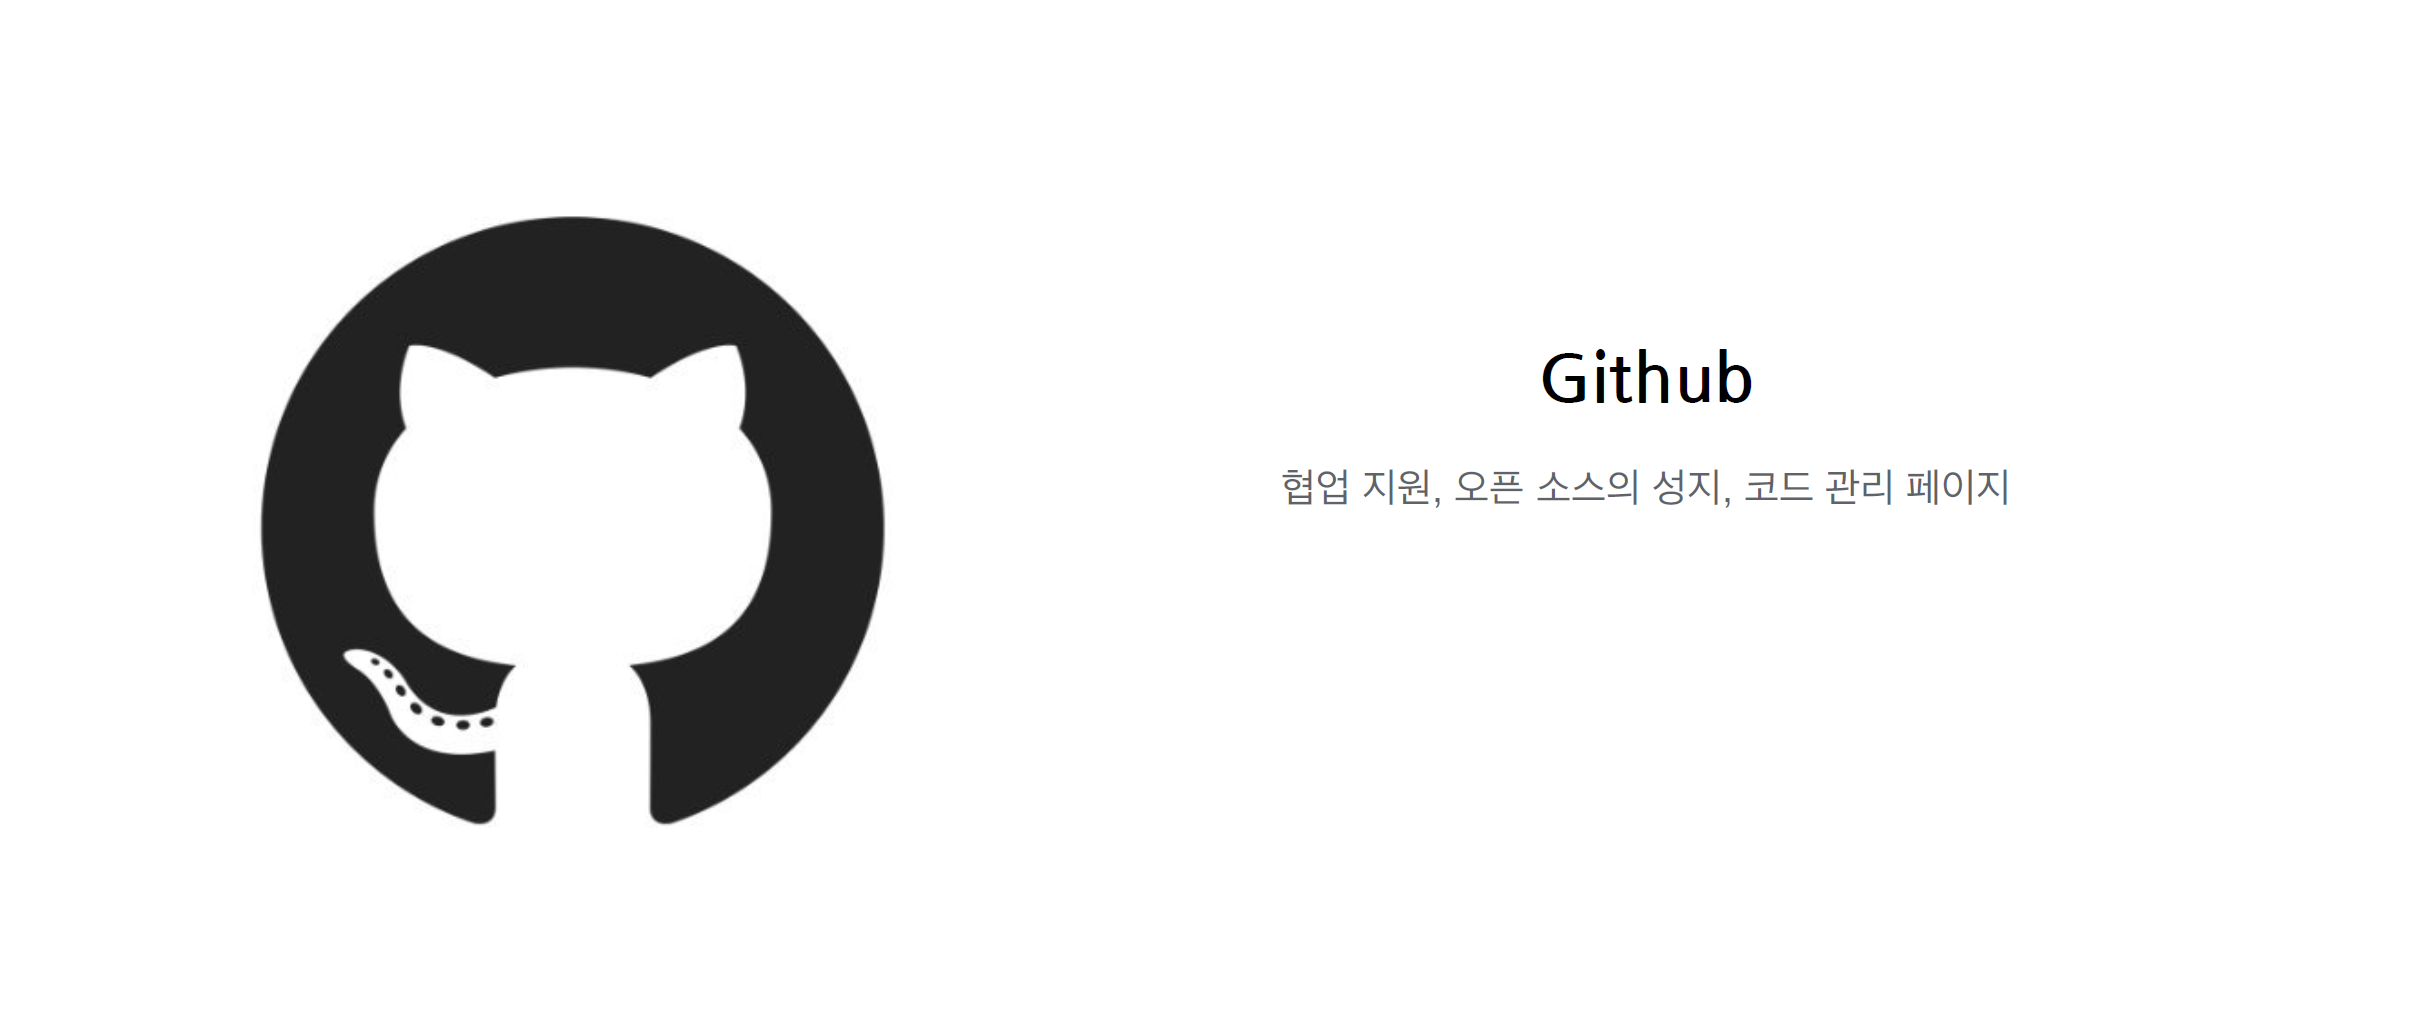 Github
협업 지원, 오픈 소스의 성지, 코드 관리 페이지